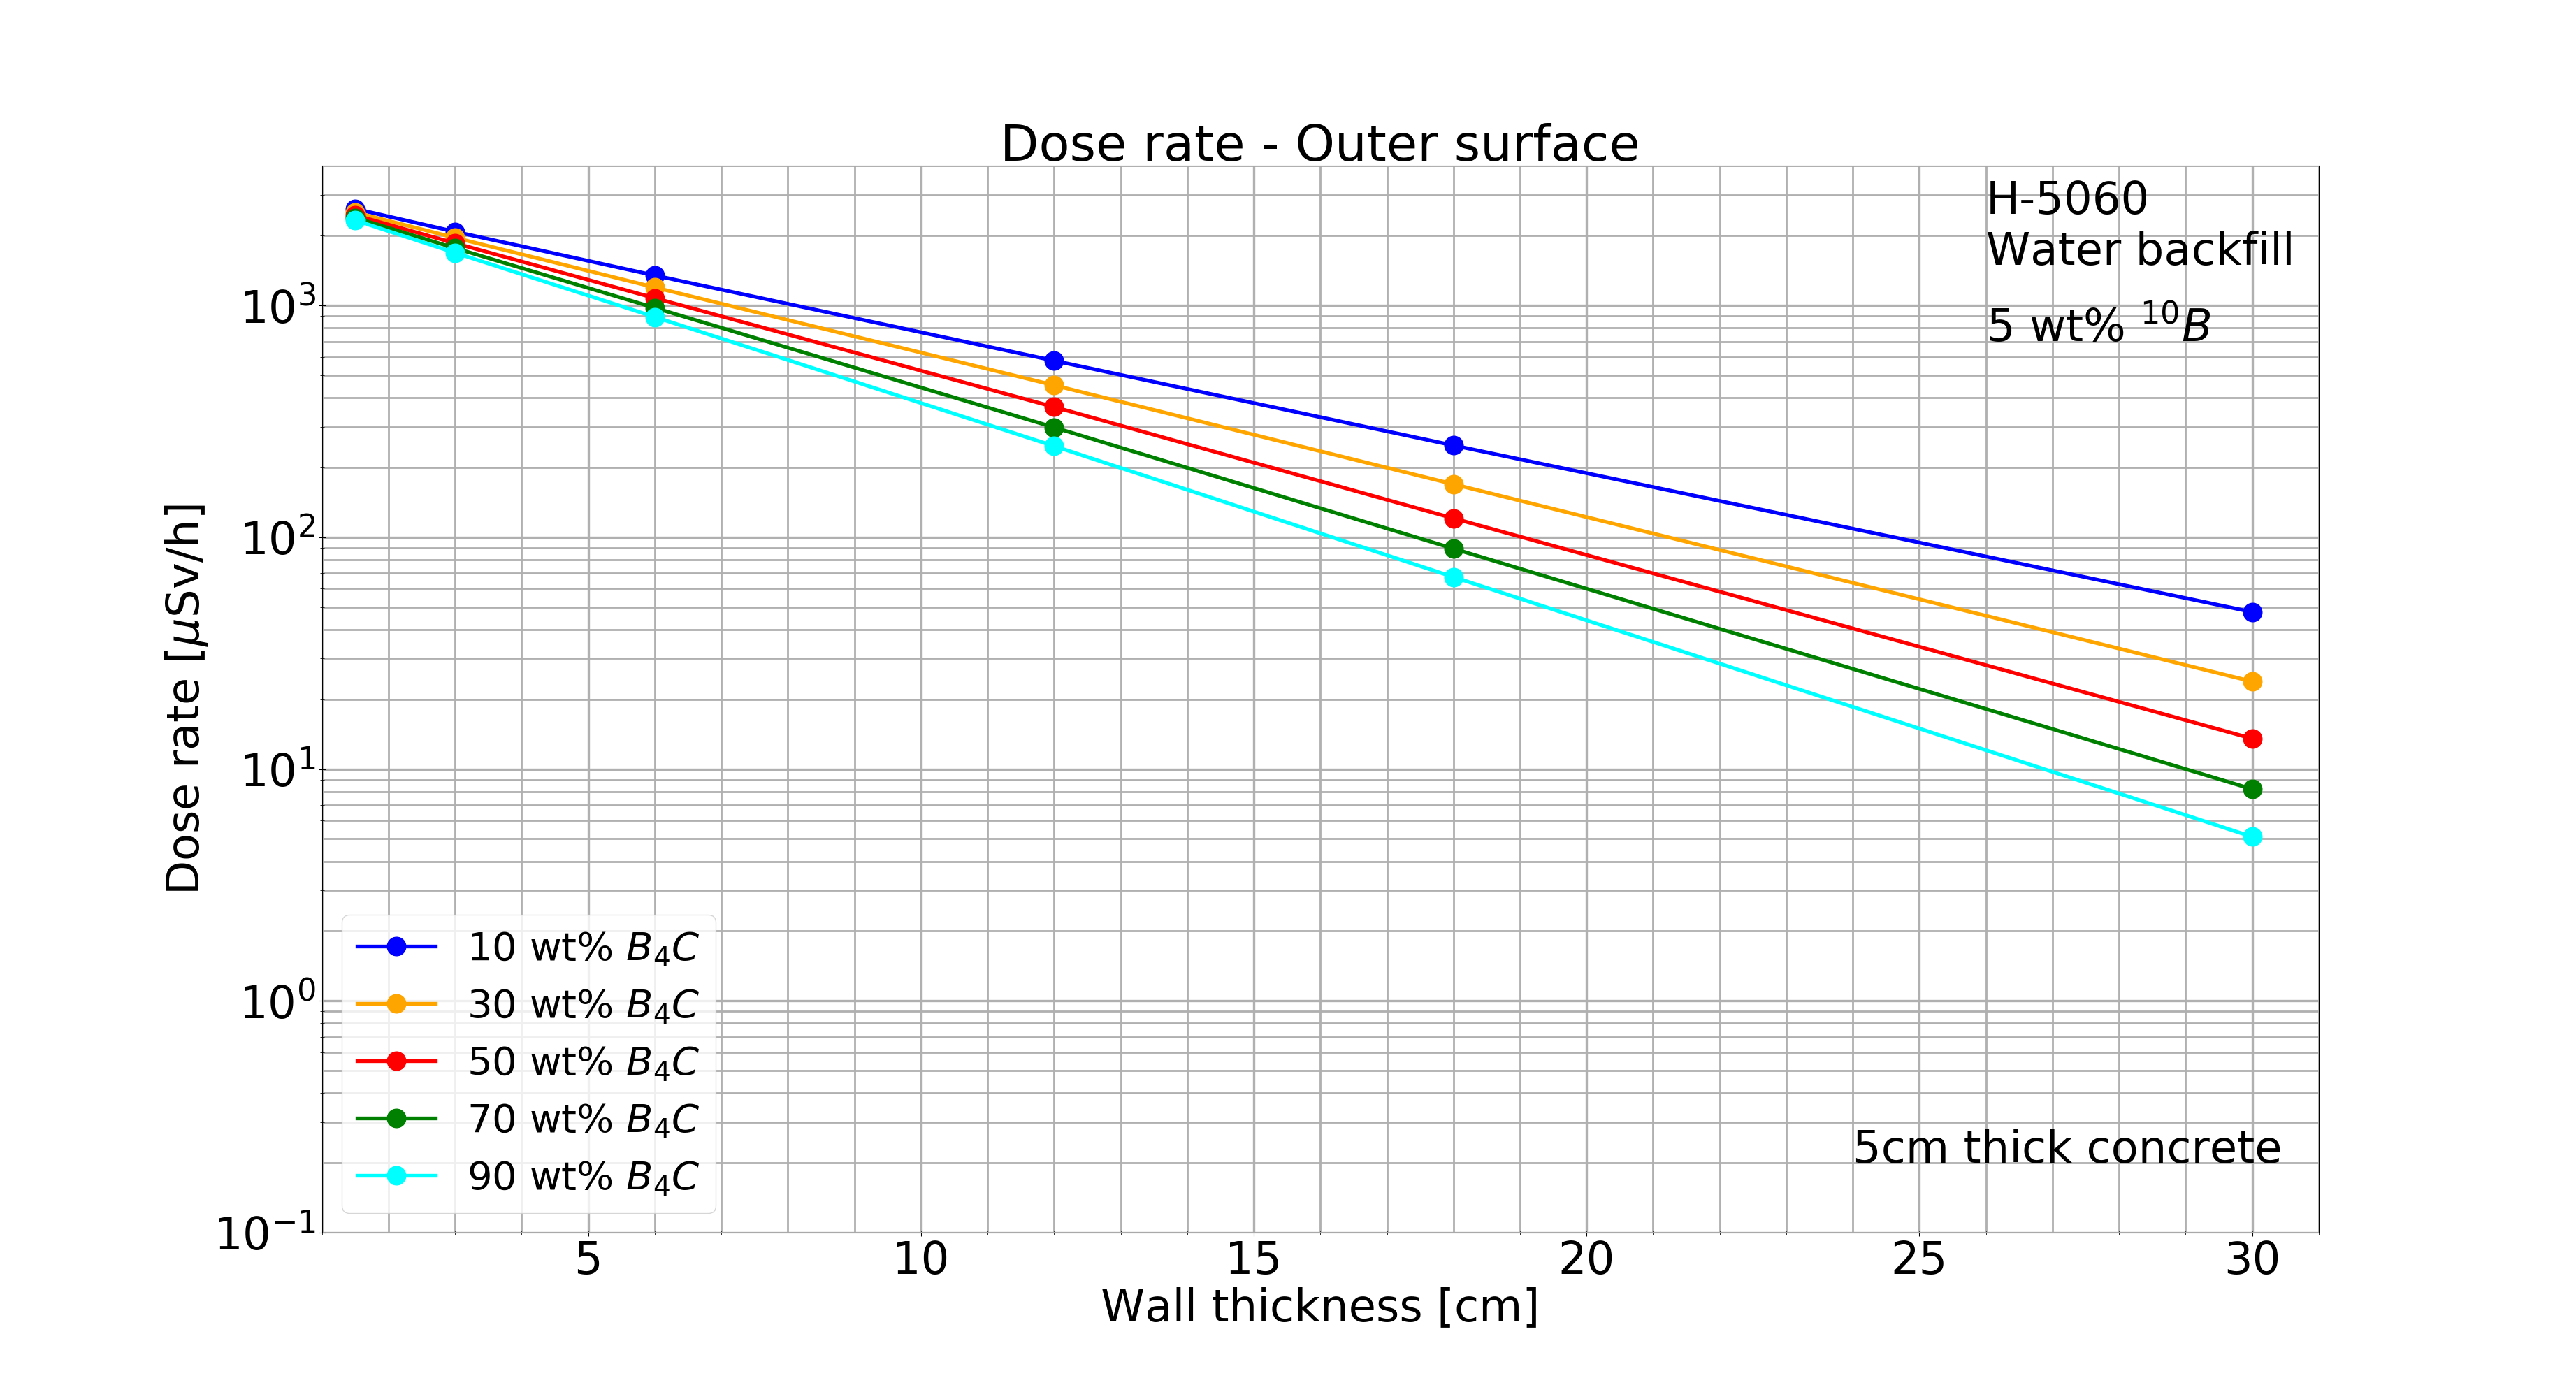 Dose rate - Outer surface
H-5060
Water backfill
5 wt% ¹⁰B
Dose rate [μSv/h]
10³
10²
10¹
10⁰
10⁻¹
10 wt% B₄C
30 wt% B₄C
50 wt% B₄C
70 wt% B₄C
90 wt% B₄C
5cm thick concrete
5 10 15 20 25 30
Wall thickness [cm]